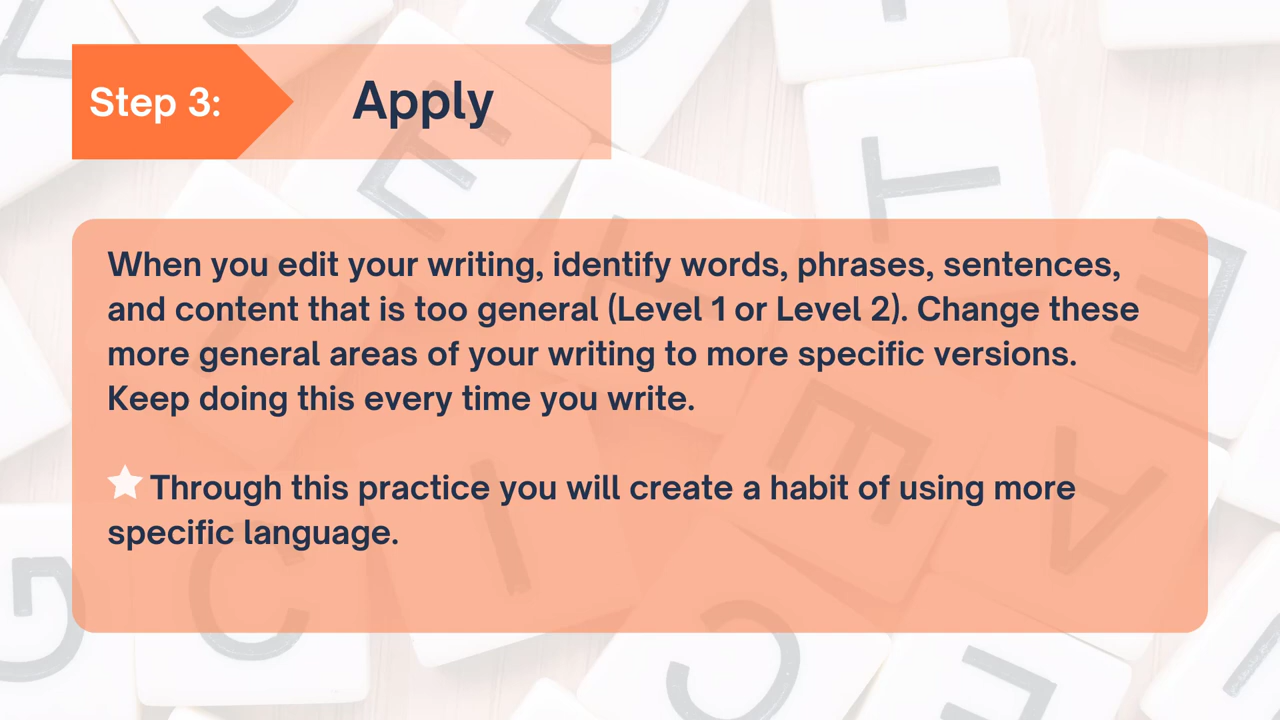 Step 3:
Apply
When you edit your writing, identify words, phrases, sentences,
and content that is too general (Level 1 or Level 2). Change these
more general areas of your writing to more specific versions.
Keep doing this every time you write.
Through this practice you will create a habit of using more
specific language.